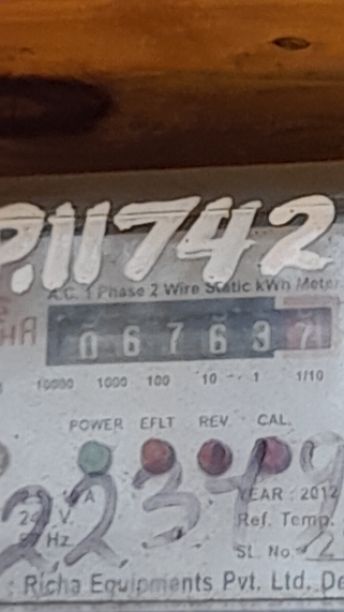 P.11742
A.C. 1 Phase 2 Wire Static kWh Meter
067637
10000 1000 100 10 1 1/10
POWER EFLT REV CAL.
YEAR : 2012
Ref. Temp.
Hz
SL. No.
Richa Equipments Pvt. Ltd. De